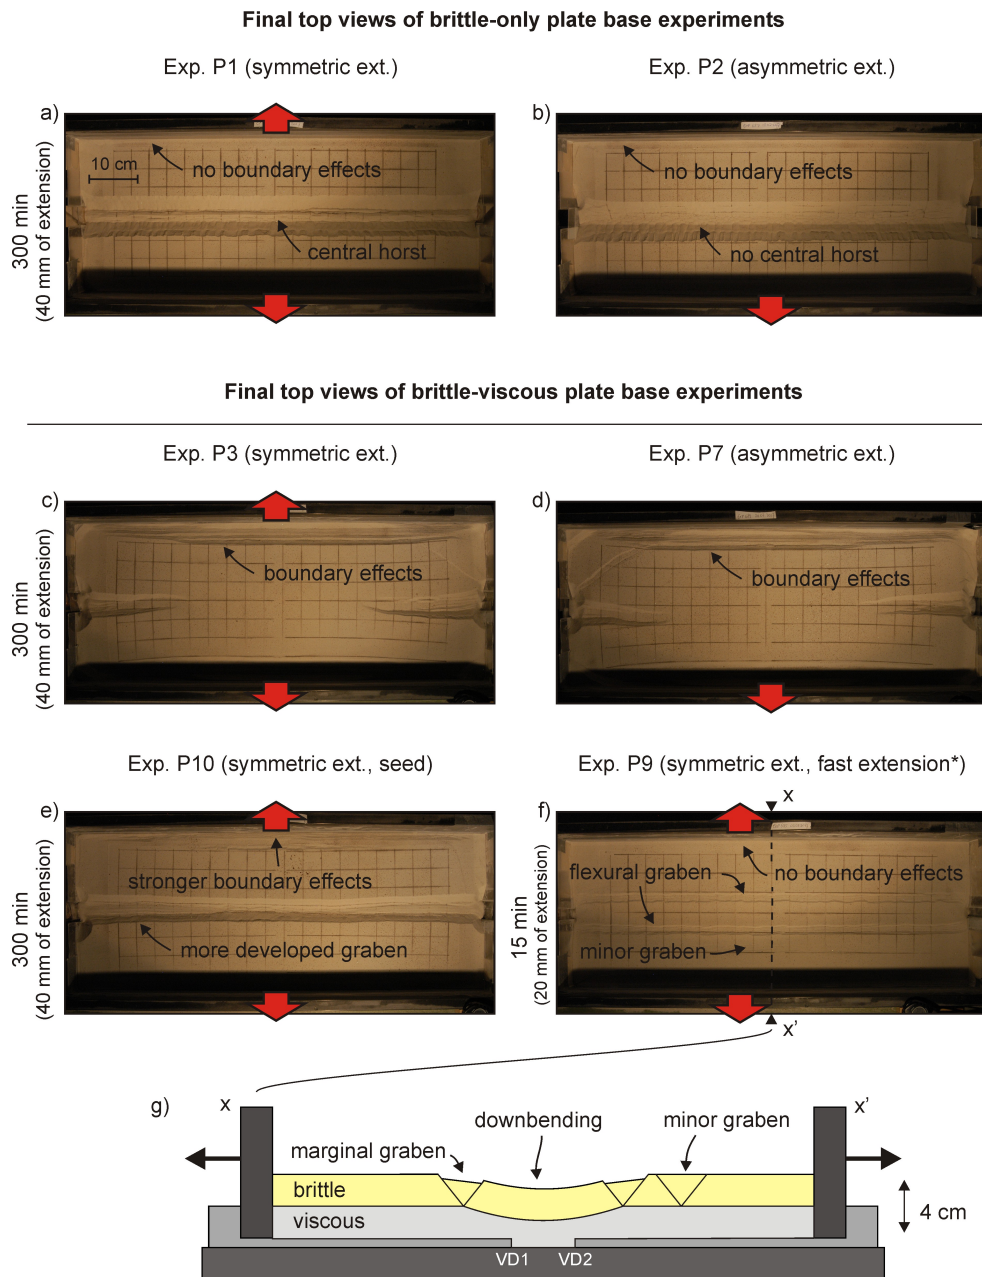 Final top views of brittle-only plate base experiments
Exp. P1 (symmetric ext.)
Exp. P2 (asymmetric ext.)
a)
b)
300 min
(40 mm of extension)
10 cm
no boundary effects
central horst
no boundary effects
no central horst
Final top views of brittle-viscous plate base experiments
Exp. P3 (symmetric ext.)
Exp. P7 (asymmetric ext.)
c)
d)
300 min
(40 mm of extension)
boundary effects
boundary effects
Exp. P10 (symmetric ext., seed)
Exp. P9 (symmetric ext., fast extension*)
e)
f)
x
300 min
(40 mm of extension)
stronger boundary effects
more developed graben
15 min
(20 mm of extension)
flexural graben
no boundary effects
minor graben
x'
g)
x
x'
downbending
minor graben
marginal graben
brittle
viscous
4 cm
VD1
VD2